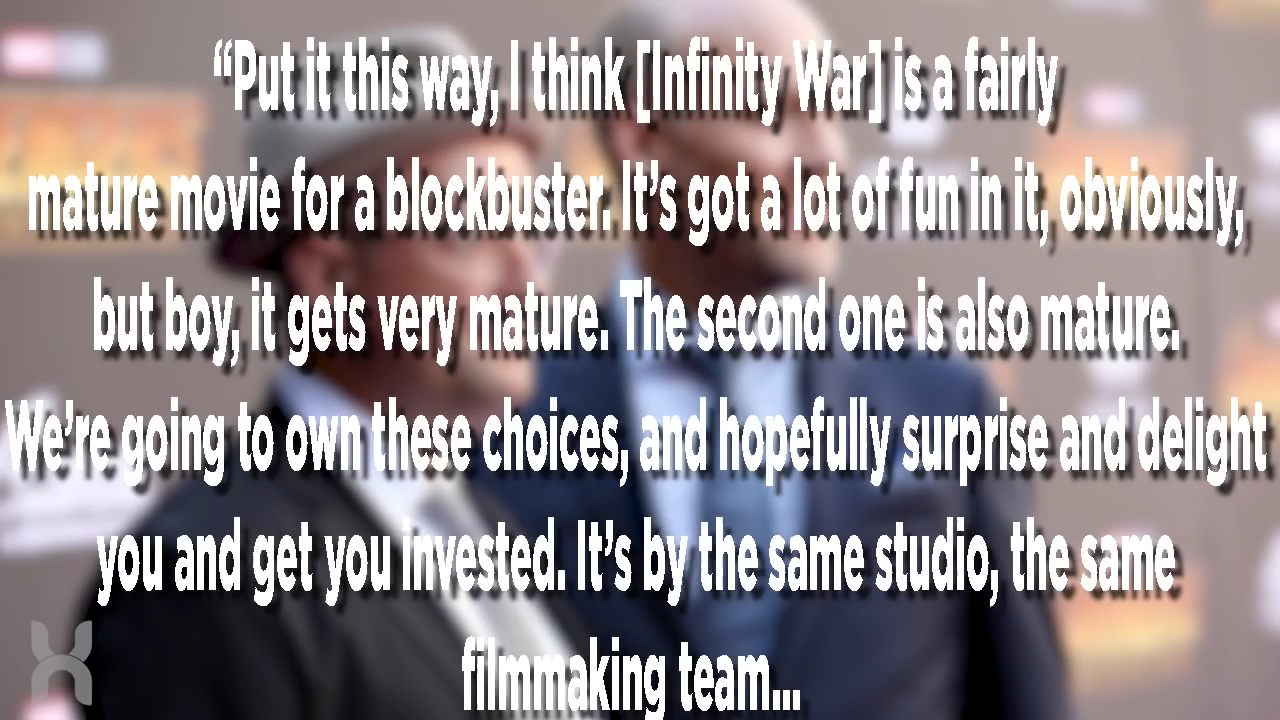 “Put it this way, I think [Infinity War] is a fairly
mature movie for a blockbuster. It’s got a lot of fun in it, obviously,
but boy, it gets very mature. The second one is also mature.
We’re going to own these choices, and hopefully surprise and delight
you and get you invested. It’s by the same studio, the same
filmmaking team...